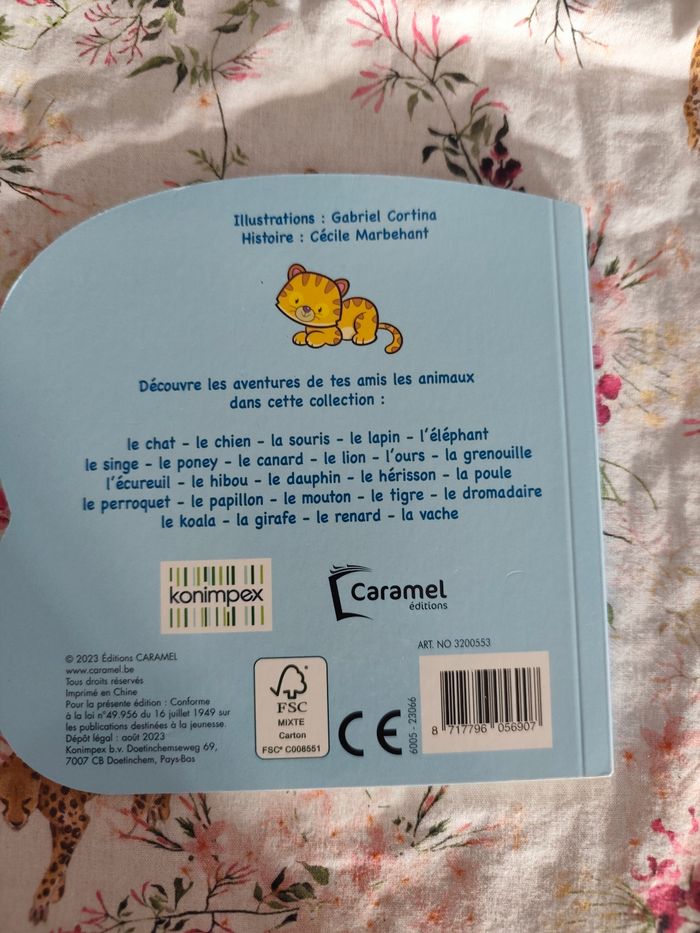 Illustrations : Gabriel Cortina
Histoire : Cécile Marbehant
Découvre les aventures de tes amis les animaux
dans cette collection :
le chat - le chien - la souris - le lapin - l'éléphant
le singe - le poney - le canard - le lion - l'ours - la grenouille
l'écureuil - le hibou - le dauphin - le hérisson - la poule
le perroquet - le papillon - le mouton - le tigre - le dromadaire
le koala - la girafe - le renard - la vache
konimpex
Caramel
éditions
© 2023 Éditions CARAMEL
www.caramel.be
Tous droits réservés
Imprimé en Chine
Pour la présente édition : Conforme
à la loi n°49.956 du 16 juillet 1949 sur
les publications destinées à la jeunesse.
Dépôt légal : août 2023
Konimpex b.v. Doetinchemseweg 69,
7007 CB Doetinchem, Pays-Bas
FSC
MIXTE
Carton
FSC® C008551
CE
6005 - 23066
ART. NO 3200553
8 717796 056907